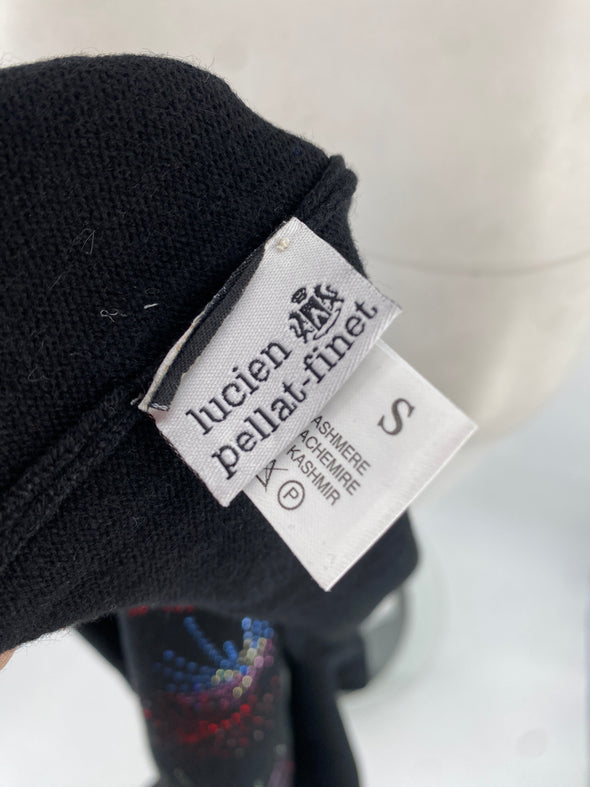 lucien
pellat-finet
S
ASHMERE
ACHEMIRE
KASHMIR
P